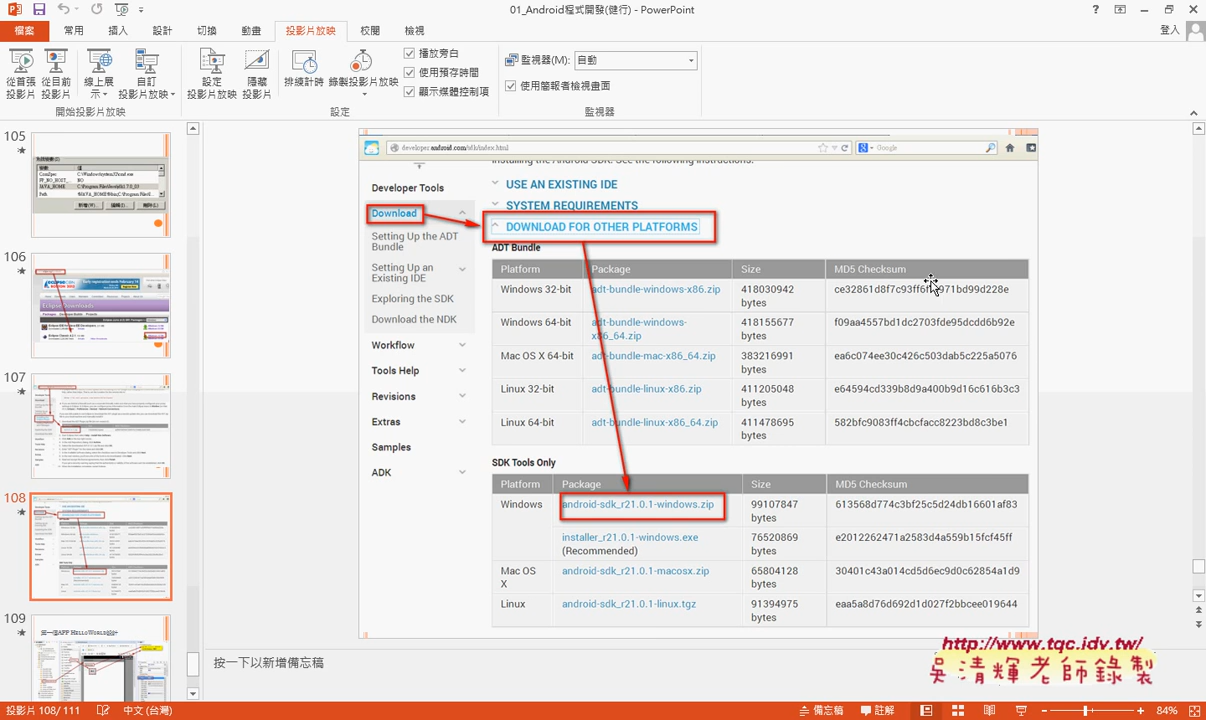 01_Android程式開發(健行) - PowerPoint
檔案 常用 插入 設計 切換 動畫 投影片放映 校閱 檢視
登入
從首張投影片
從目前投影片
線上展示
自訂投影片放映
設定投影片放映
隱藏投影片
排練計時
錄製投影片放映
播放旁白
使用預存時間
顯示媒體控制項
監視器(M): 自動
使用簡報者檢視畫面
開始投影片放映
設定
監視器
105
106
107
108
109
developer.android.com/sdk/index.html
Google
installing the Android SDK. See the following instructions.
Developer Tools
Download
Setting Up the ADT
Bundle
Setting Up an
Existing IDE
Exploring the SDK
Download the NDK
Workflow
Tools Help
Revisions
Extras
Samples
ADK
USE AN EXISTING IDE
SYSTEM REQUIREMENTS
DOWNLOAD FOR OTHER PLATFORMS
ADT Bundle
Platform Package Size MD5 Checksum
Windows 32-bit adt-bundle-windows-x86.zip 418030942 bytes
Windows 64-bit adt-bundle-windows-x86_64.zip 418155677 bytes f09aa4557bd1dc2703fde95dcdd6b92e
Mac OS X 64-bit adt-bundle-mac-x86_64.zip 383216991 bytes ea6c074ee30c426c503dab5c225a5076
Linux 32-bit adt-bundle-linux-x86.zip 411205048 bytes e64594cd339b8d9a400b9d16c616b3c3
Linux 64-bit adt-bundle-linux-x86_64.zip 411478695 bytes 582bfc9083ff4cbcfacc8223bd8c3be1
SDK Tools Only
Platform Package Size MD5 Checksum
Windows android-sdk_r21.0.1-windows.zip 99107847 bytes 613568d774c3bf25c5d24db16601af83
installer_r21.0.1-windows.exe (Recommended) 76520869 bytes e2012262471a2583d4a559b15fcf45ff
Mac OS X android-sdk_r21.0.1-macosx.zip 65804128 bytes 30401c43a014cd5d6ec9d0c62854a1d9
Linux android-sdk_r21.0.1-linux.tgz 91394975 bytes eaa5a8d76d692d1d027f2bbcee019644
按一下以新增備忘稿
http://www.tqc.idv.tw/
吳清輝老師錄製
投影片 108/111 中文 (台灣) 備忘稿 註解 84%